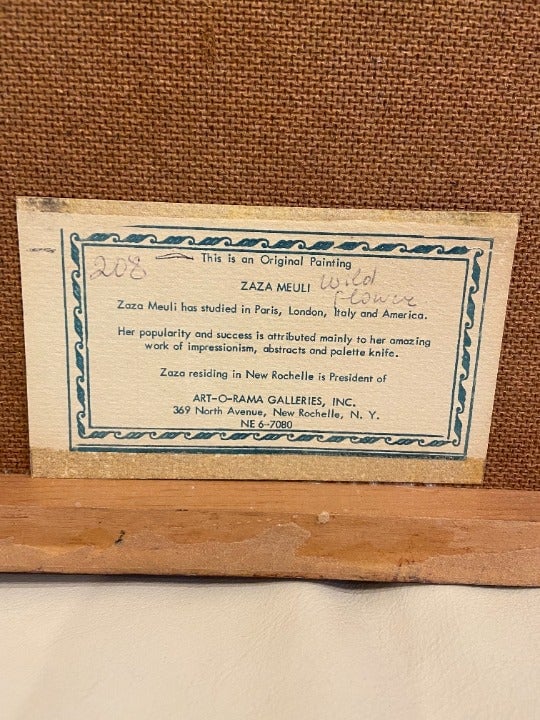 208 This is an Original Painting
ZAZA MEULI Wild
flower
Zaza Meuli has studied in Paris, London, Italy and America.
Her popularity and success is attributed mainly to her amazing
work of impressionism, abstracts and palette knife.
Zaza residing in New Rochelle is President of
ART-O-RAMA GALLERIES, INC.
369 North Avenue, New Rochelle, N. Y.
NE 6-7080